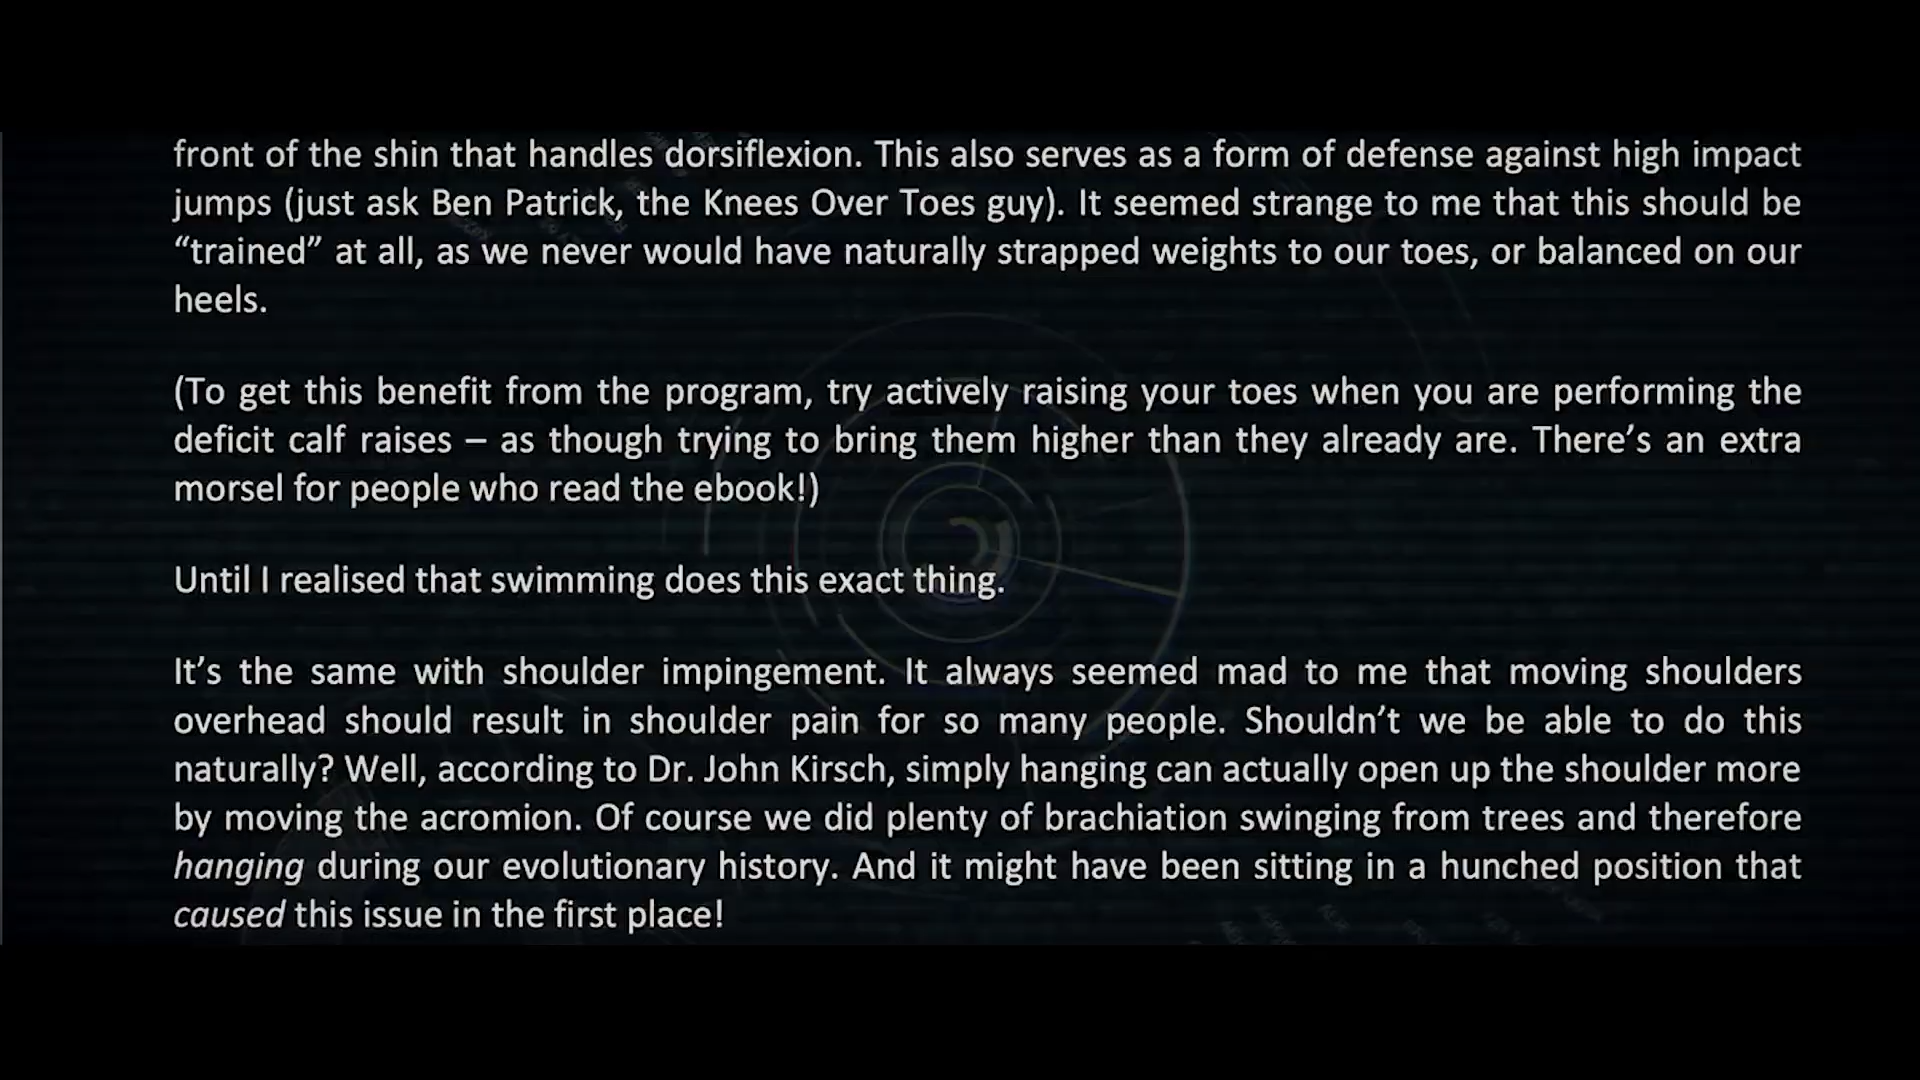 front of the shin that handles dorsiflexion. This also serves as a form of defense against high impact
jumps (just ask Ben Patrick, the Knees Over Toes guy). It seemed strange to me that this should be
“trained” at all, as we never would have naturally strapped weights to our toes, or balanced on our
heels.
(To get this benefit from the program, try actively raising your toes when you are performing the
deficit calf raises – as though trying to bring them higher than they already are. There’s an extra
morsel for people who read the ebook!)
Until I realised that swimming does this exact thing.
It’s the same with shoulder impingement. It always seemed mad to me that moving shoulders
overhead should result in shoulder pain for so many people. Shouldn’t we be able to do this
naturally? Well, according to Dr. John Kirsch, simply hanging can actually open up the shoulder more
by moving the acromion. Of course we did plenty of brachiation swinging from trees and therefore
hanging during our evolutionary history. And it might have been sitting in a hunched position that
caused this issue in the first place!